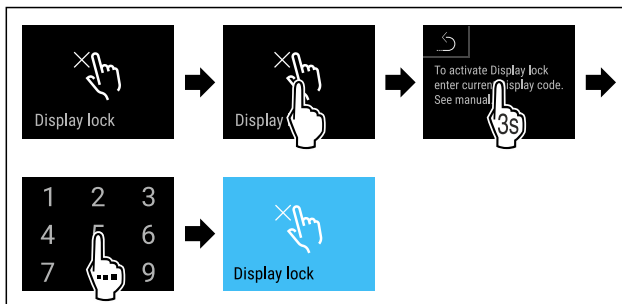 Display lock
Display
To activate Display lock
enter current Display code.
See manual.
3s
1 2 3
4 5 6
7 ... 9
Display lock